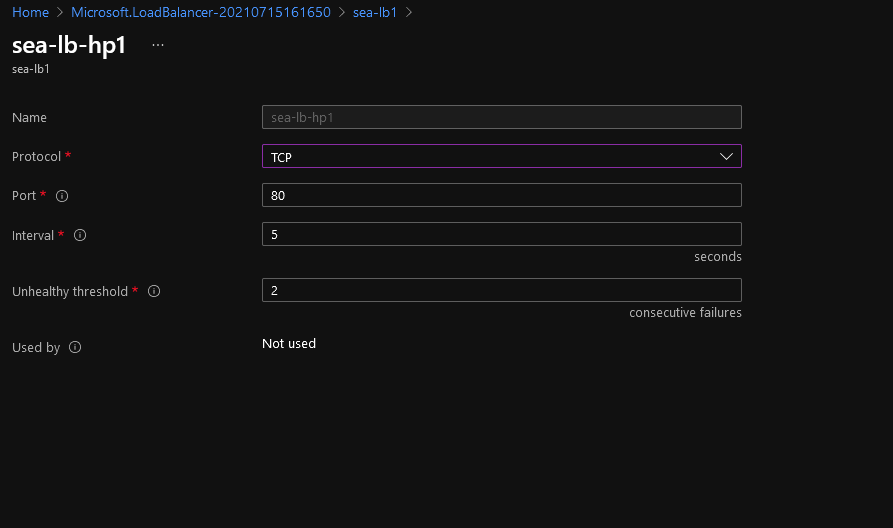 Home > Microsoft.LoadBalancer-20210715161650 > sea-lb1 >
sea-lb-hp1 ...
sea-lb1
Name sea-lb-hp1
Protocol * TCP
Port * 80
Interval * 5
seconds
Unhealthy threshold * 2
consecutive failures
Used by Not used